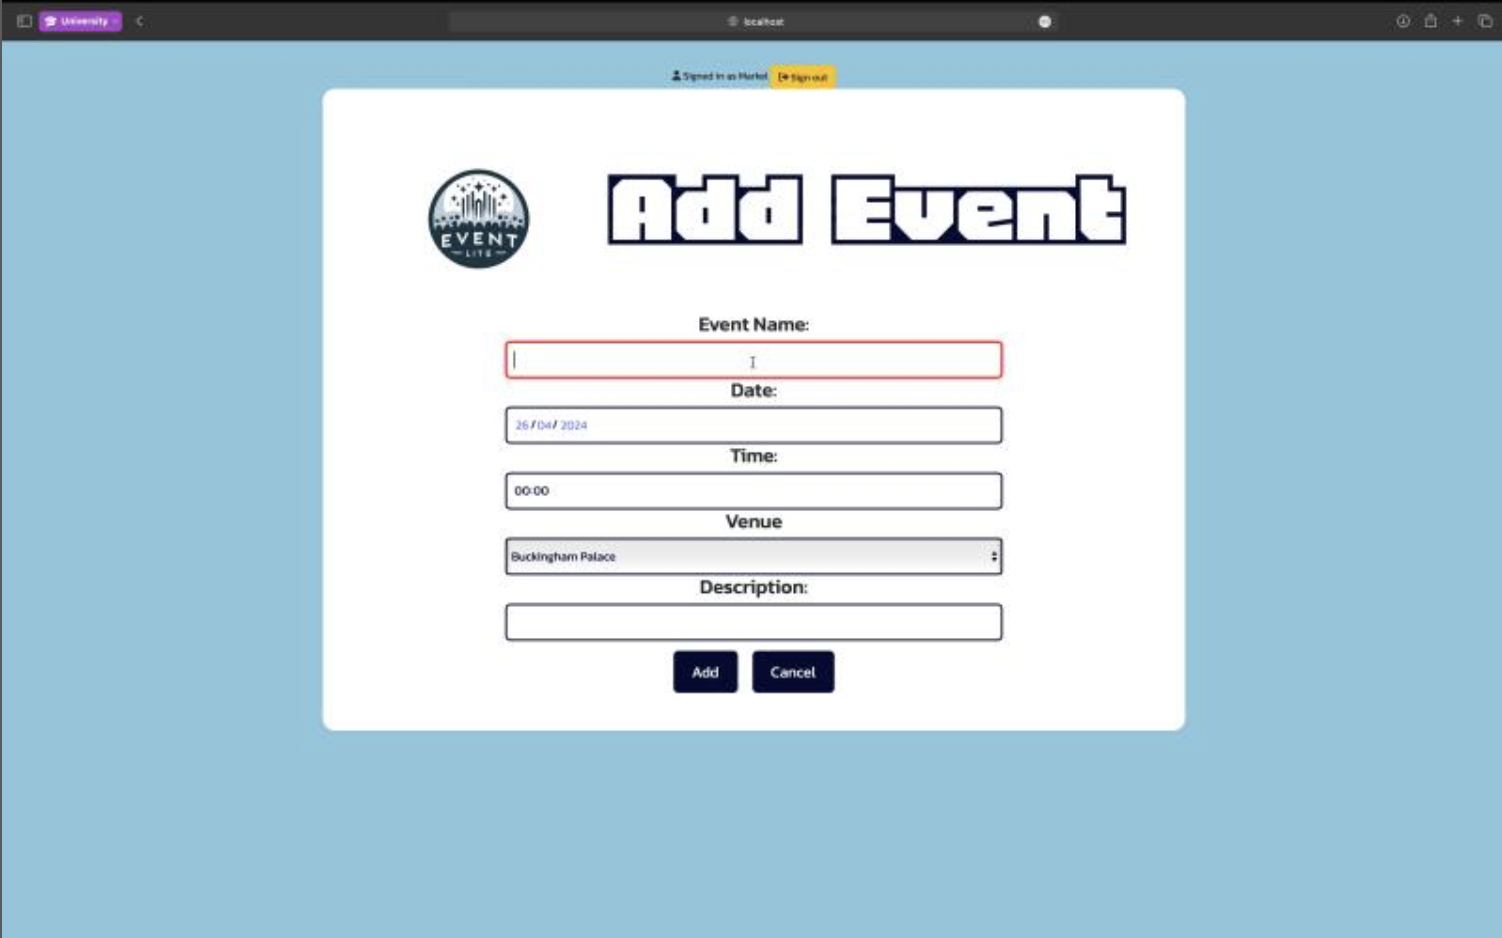 University
localhost
Signed in as Markel Sign out
EVENT
LITE
Add Event
Event Name:
Date:
26/04/2024
Time:
00:00
Venue
Buckingham Palace
Description:
Add Cancel